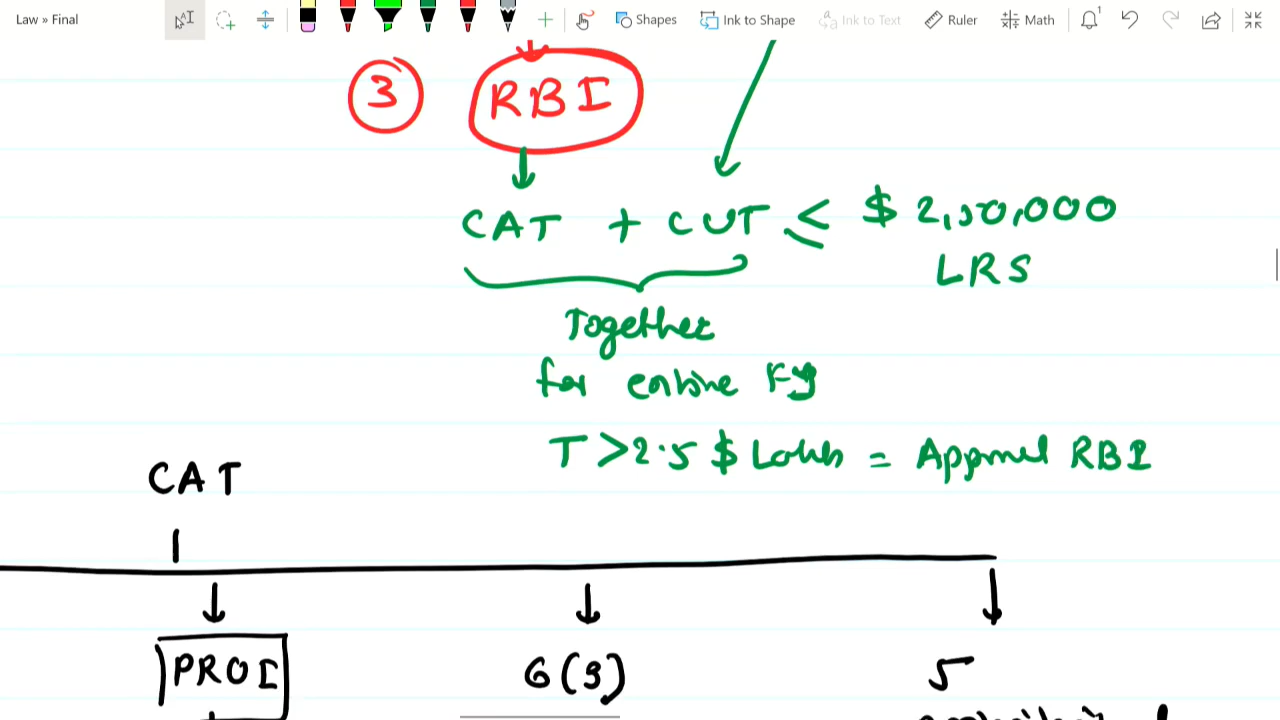 Law » Final
Shapes
Ink to Shape
Ink to Text
Ruler
Math
3 RBI
CAT + CUT ≤ $ 2,50,000
LRS
Together
for entire FY
T > 2.5 $ Lakhs = Approval RBI
CAT
PROI 6(3) 5